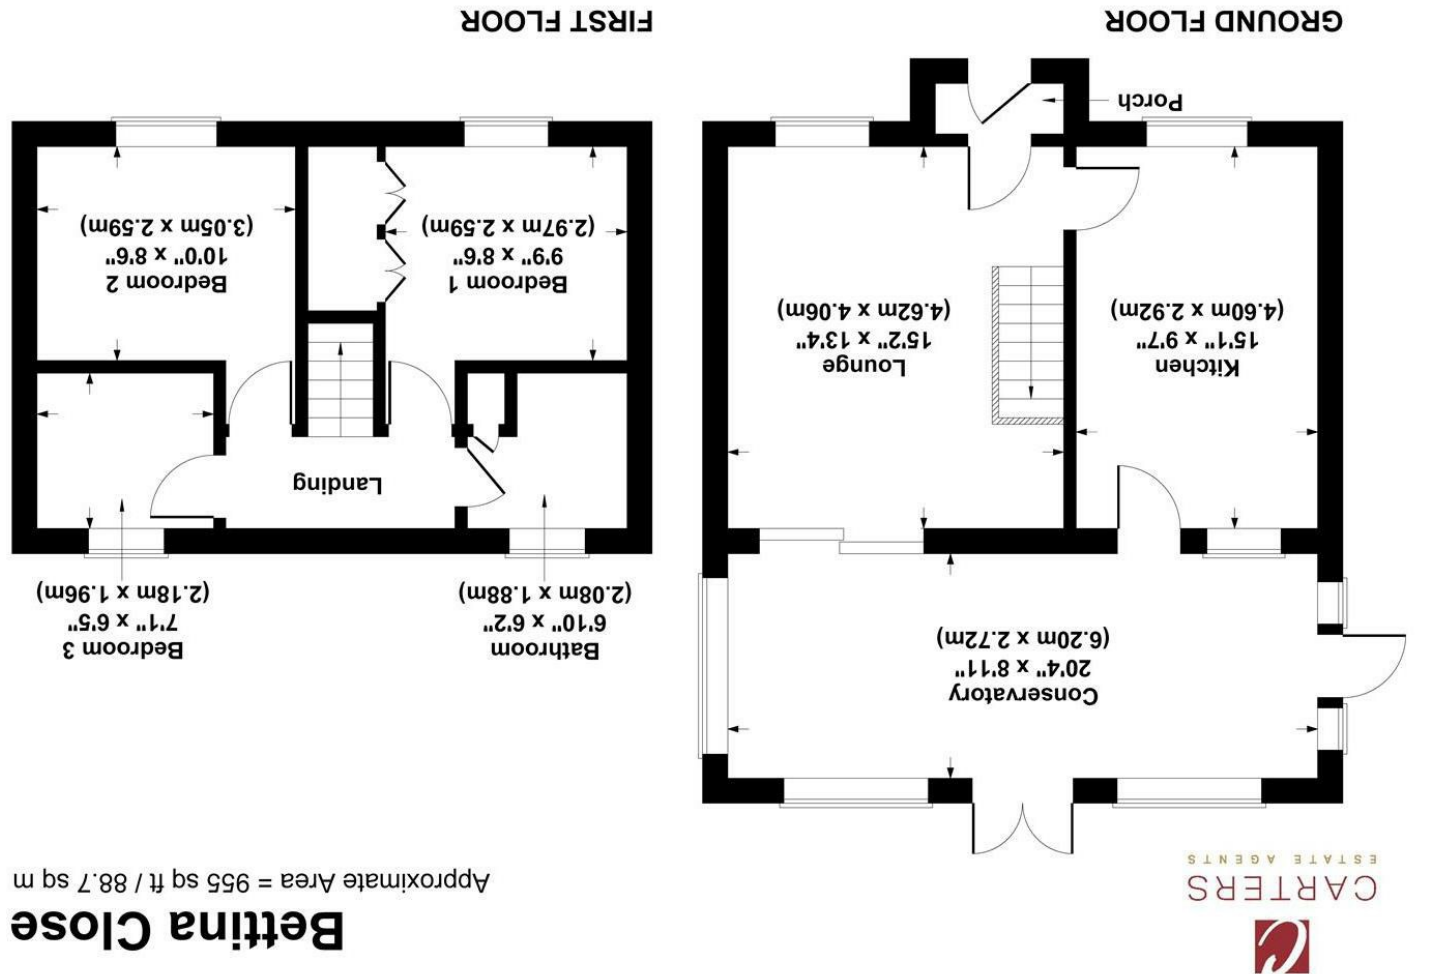 CARTERS
ESTATE AGENTS
Bettina Close
Approximate Area = 955 sq ft / 88.7 sq m
Conservatory
20'4" x 8'11"
(6.20m x 2.72m)
Kitchen
15'1" x 9'7"
(4.60m x 2.92m)
Lounge
15'2" x 13'4"
(4.62m x 4.06m)
Porch
GROUND FLOOR
Bathroom
6'10" x 6'2"
(2.08m x 1.88m)
Bedroom 3
7'1" x 6'5"
(2.18m x 1.96m)
Landing
Bedroom 1
9'9" x 8'6"
(2.97m x 2.59m)
Bedroom 2
10'0" x 8'6"
(3.05m x 2.59m)
FIRST FLOOR